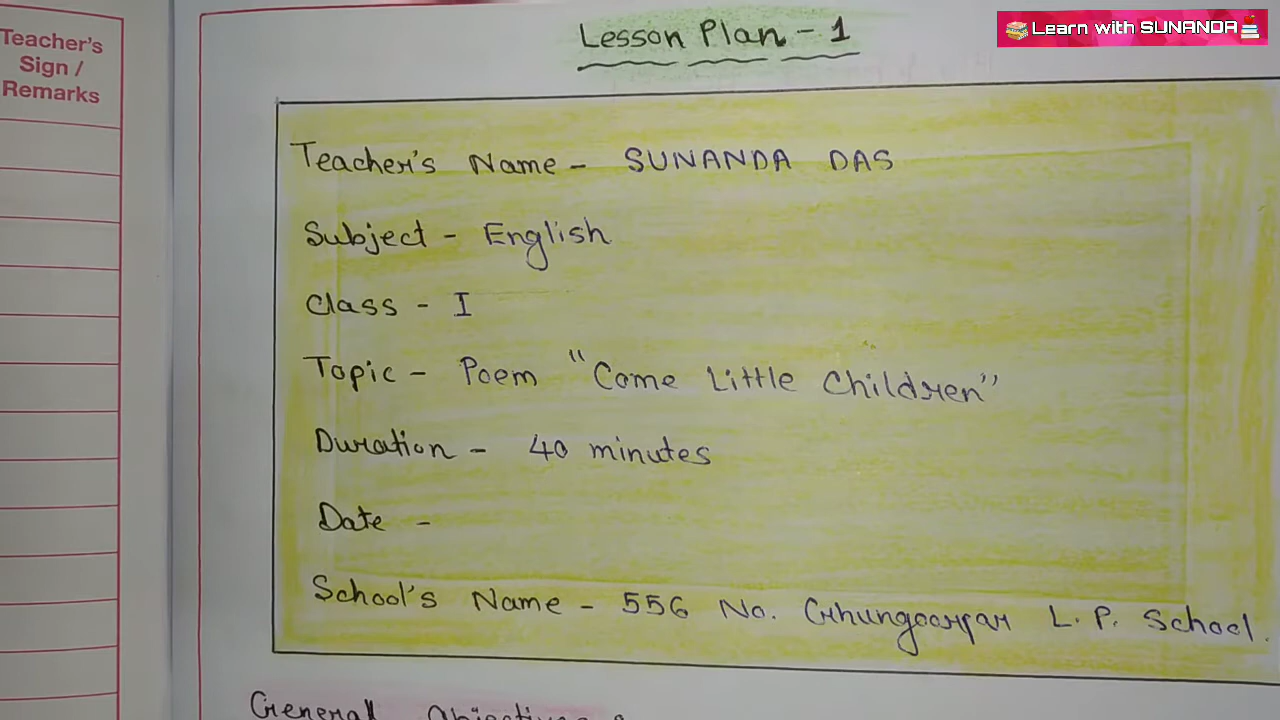 Teacher's
Sign /
Remarks
Learn with SUNANDA
Lesson Plan - 1
Teacher's Name - SUNANDA DAS
Subject - English
Class - I
Topic - Poem "Come Little Children"
Duration - 40 minutes
Date -
School's Name - 556 No. Ghungoorpar L. P. School.
General Objectives